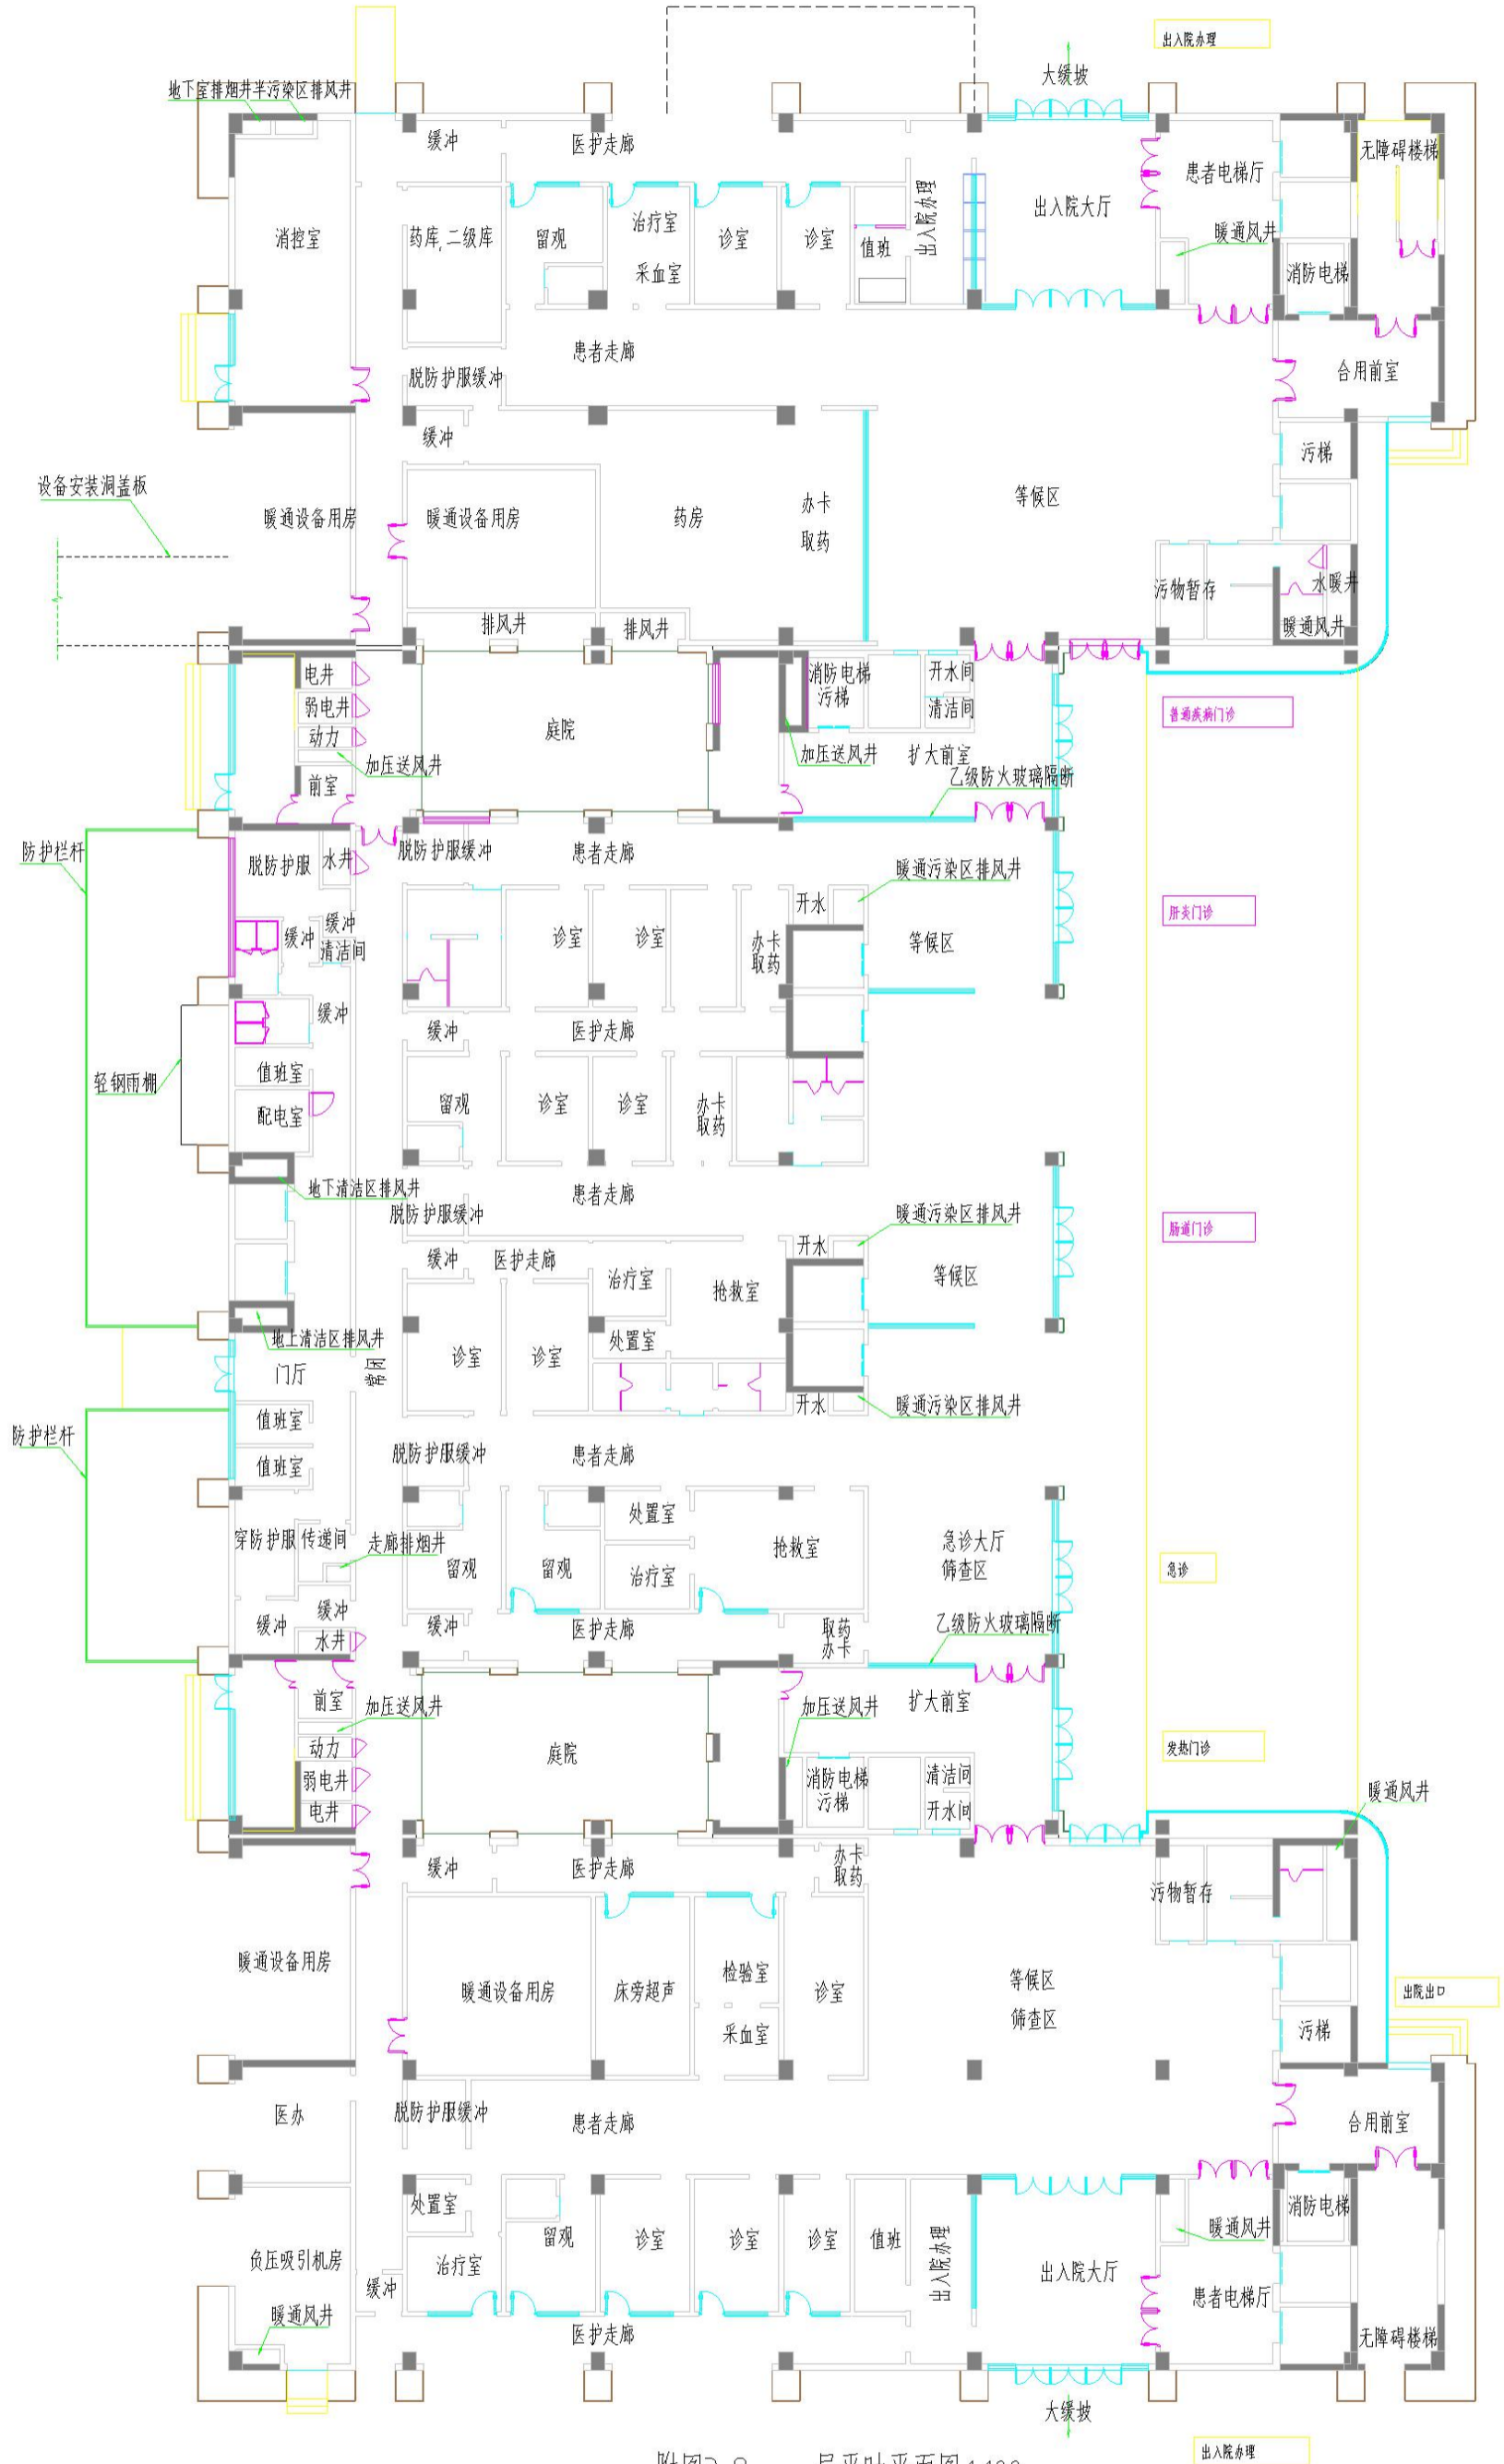 出入院办理
大缓坡
地下室排烟井半污染区排风井
缓冲
医护走廊
无障碍楼梯
患者电梯厅
出入院办理
出入院大厅
治疗室
消控室
药库, 二级库
留观
诊室
诊室
值班
暖通风井
采血室
消防电梯
患者走廊
合用前室
脱防护服缓冲
缓冲
污梯
设备安装洞盖板
等候区
办卡
暖通设备用房
暖通设备用房
药房
取药
水暖井
污物暂存
排风井
排风井
暖通风井
电井
消防电梯
开水间
弱电井
污梯
清洁间
普通疾病门诊
庭院
动力
加压送风井
加压送风井
扩大前室
前室
乙级防火玻璃隔断
防护栏杆
脱防护服
水井
脱防护服缓冲
患者走廊
暖通污染区排风井
开水
肝炎门诊
缓冲
缓冲
诊室
诊室
办卡
等候区
清洁间
取药
缓冲
缓冲
医护走廊
轻钢雨棚
值班室
留观
诊室
诊室
办卡
配电室
取药
地下清洁区排风井
患者走廊
脱防护服缓冲
暖通污染区排风井
肠道门诊
缓冲
医护走廊
开水
治疗室
抢救室
等候区
地上清洁区排风井
处置室
门厅
常闭
诊室
诊室
开水
暖通污染区排风井
值班室
防护栏杆
脱防护服缓冲
患者走廊
值班室
处置室
穿防护服
传递间
走廊排烟井
急诊大厅
抢救室
留观
留观
筛查区
急诊
治疗室
缓冲
缓冲
缓冲
医护走廊
取药
乙级防火玻璃隔断
水井
办卡
前室
加压送风井
加压送风井
扩大前室
动力
庭院
发热门诊
弱电井
消防电梯
清洁间
污梯
暖通风井
电井
开水间
缓冲
医护走廊
办卡
取药
污物暂存
暖通设备用房
检验室
等候区
暖通设备用房
床旁超声
诊室
出院出口
采血室
筛查区
污梯
医办
脱防护服缓冲
患者走廊
合用前室
处置室
消防电梯
暖通风井
留观
诊室
诊室
诊室
值班
出入院办理
负压吸引机房
治疗室
出入院大厅
缓冲
患者电梯厅
暖通风井
医护走廊
无障碍楼梯
大缓坡
出入院办理